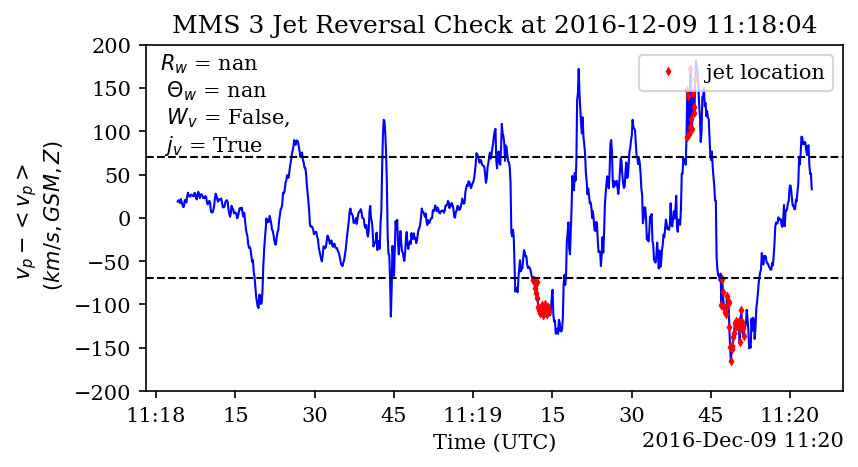 MMS 3 Jet Reversal Check at 2016-12-09 11:18:04
R_w = nan
Θ_w = nan
W_v = False,
j_v = True
jet location
v_p − < v_p >
(km/s, GSM, Z)
200
150
100
50
0
−50
−100
−150
−200
11:18 15 30 45 11:19 15 30 45 11:20
Time (UTC)
2016-Dec-09 11:20